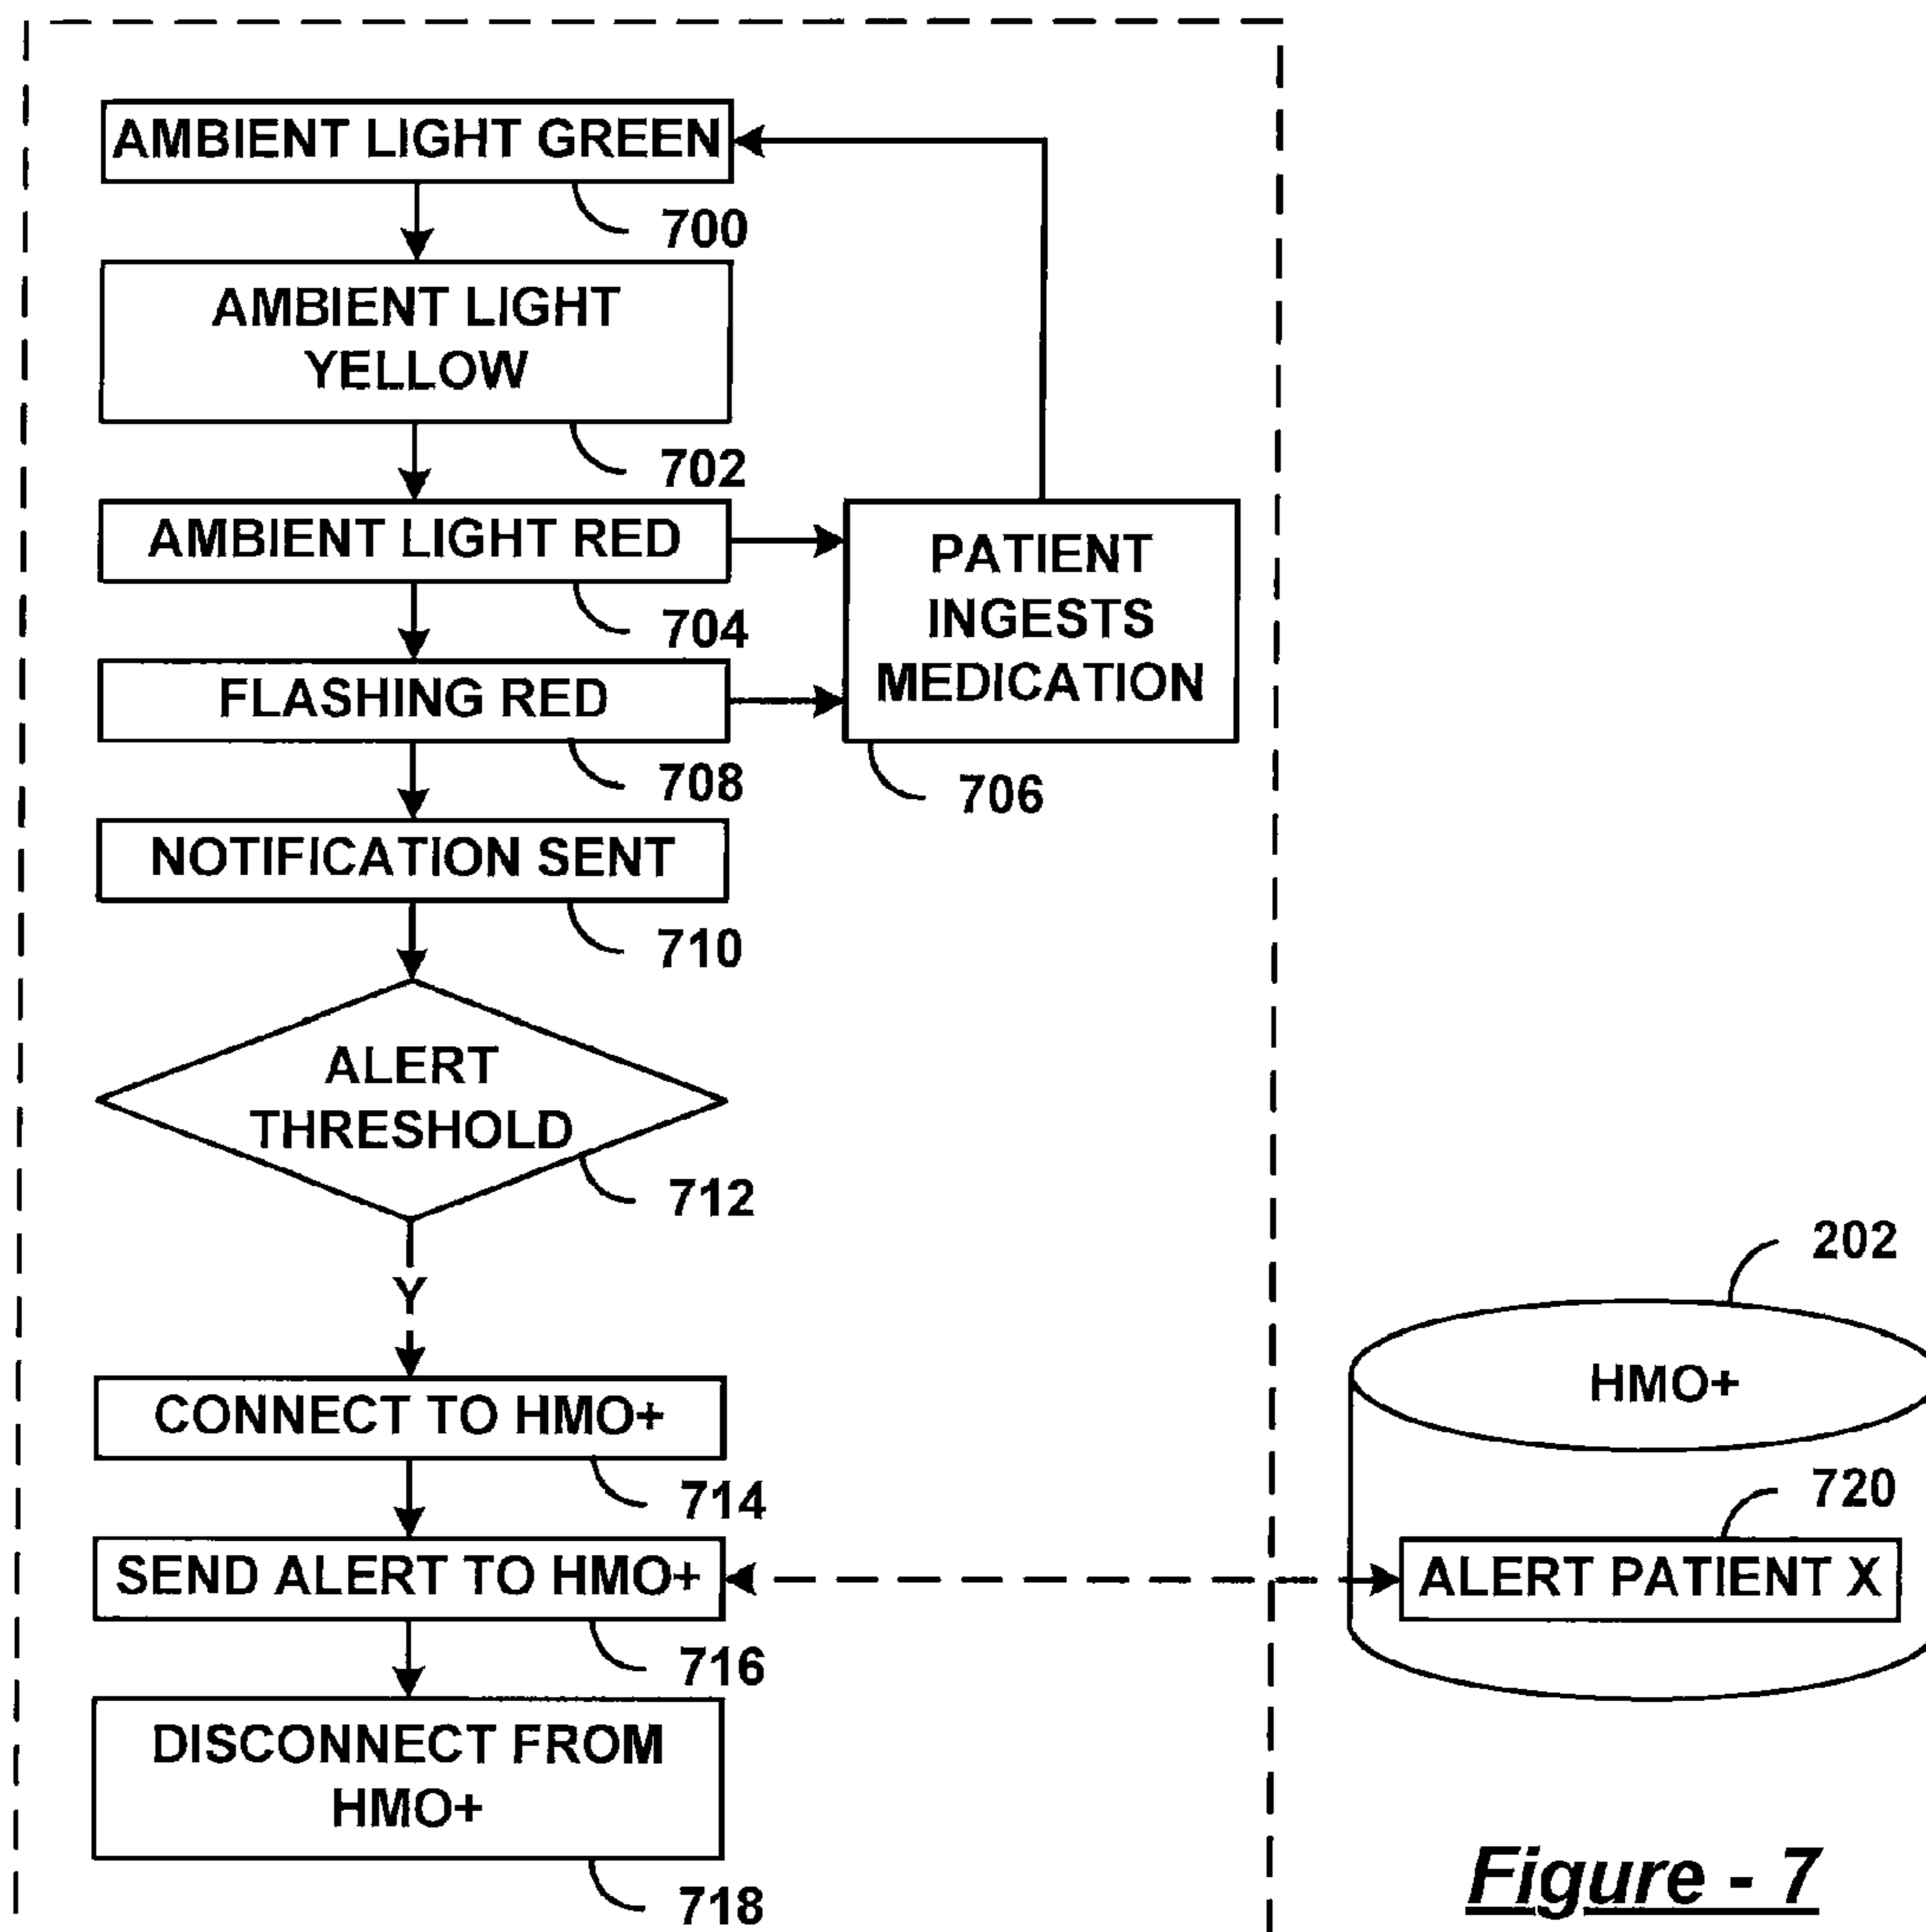 AMBIENT LIGHT GREEN
700
AMBIENT LIGHT
YELLOW
702
AMBIENT LIGHT RED
704
PATIENT
INGESTS
MEDICATION
706
FLASHING RED
708
NOTIFICATION SENT
710
ALERT
THRESHOLD
712
Y
CONNECT TO HMO+
714
SEND ALERT TO HMO+
716
DISCONNECT FROM
HMO+
718
202
HMO+
720
ALERT PATIENT X
Figure - 7